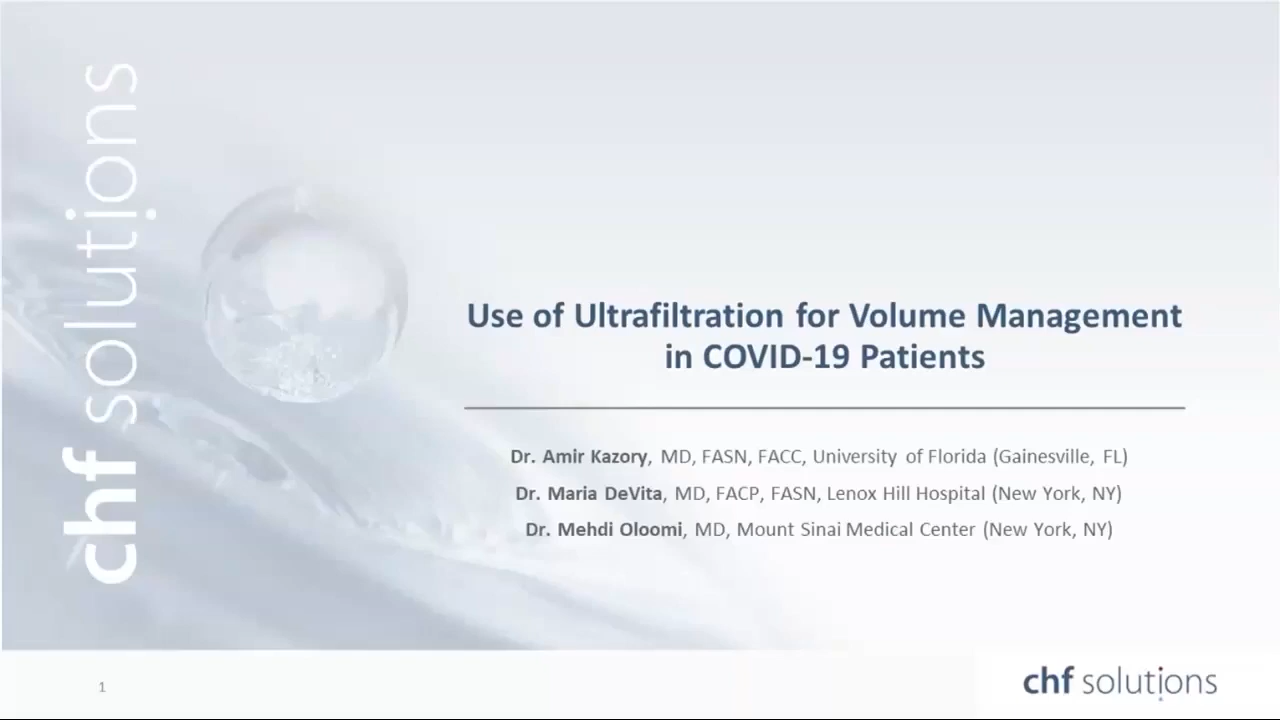 chf solutions
Use of Ultrafiltration for Volume Management
in COVID-19 Patients
Dr. Amir Kazory, MD, FASN, FACC, University of Florida (Gainesville, FL)
Dr. Maria DeVita, MD, FACP, FASN, Lenox Hill Hospital (New York, NY)
Dr. Mehdi Oloomi, MD, Mount Sinai Medical Center (New York, NY)
1
chf solutions